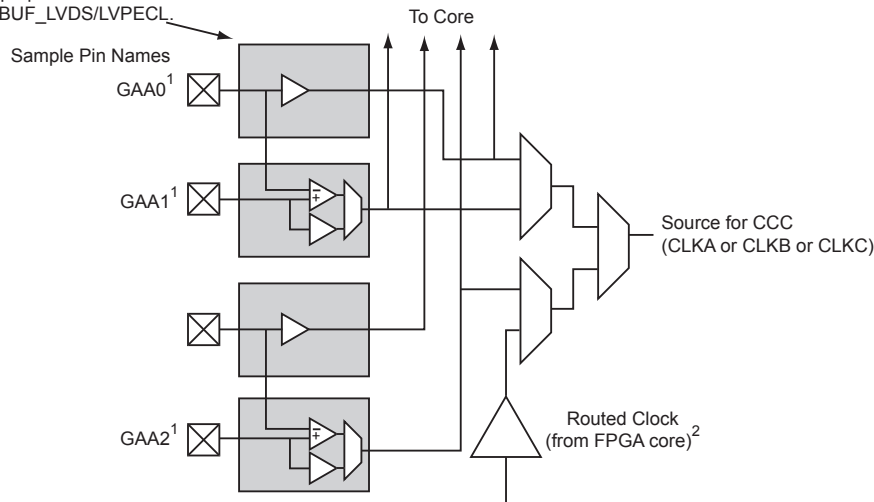 BUF_LVDS/LVPECL.
To Core
Sample Pin Names
GAA0¹
GAA1¹
Source for CCC
(CLKA or CLKB or CLKC)
GAA2¹
Routed Clock
(from FPGA core)²